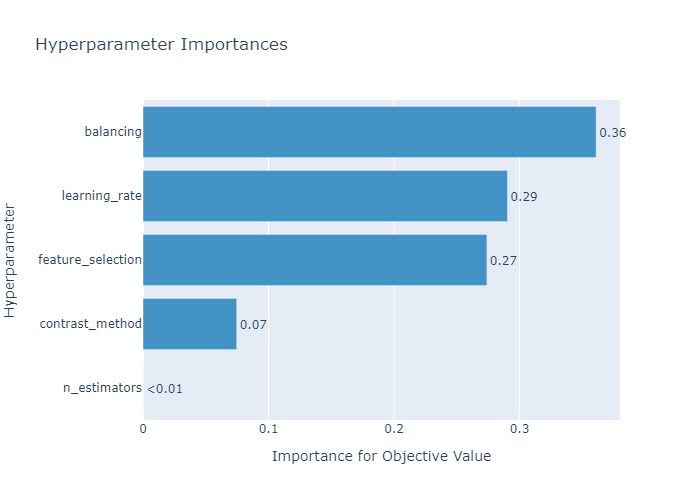 Hyperparameter Importances
Hyperparameter
balancing
0.36
learning_rate
0.29
feature_selection
0.27
contrast_method
0.07
n_estimators
<0.01
0
0.1
0.2
0.3
Importance for Objective Value